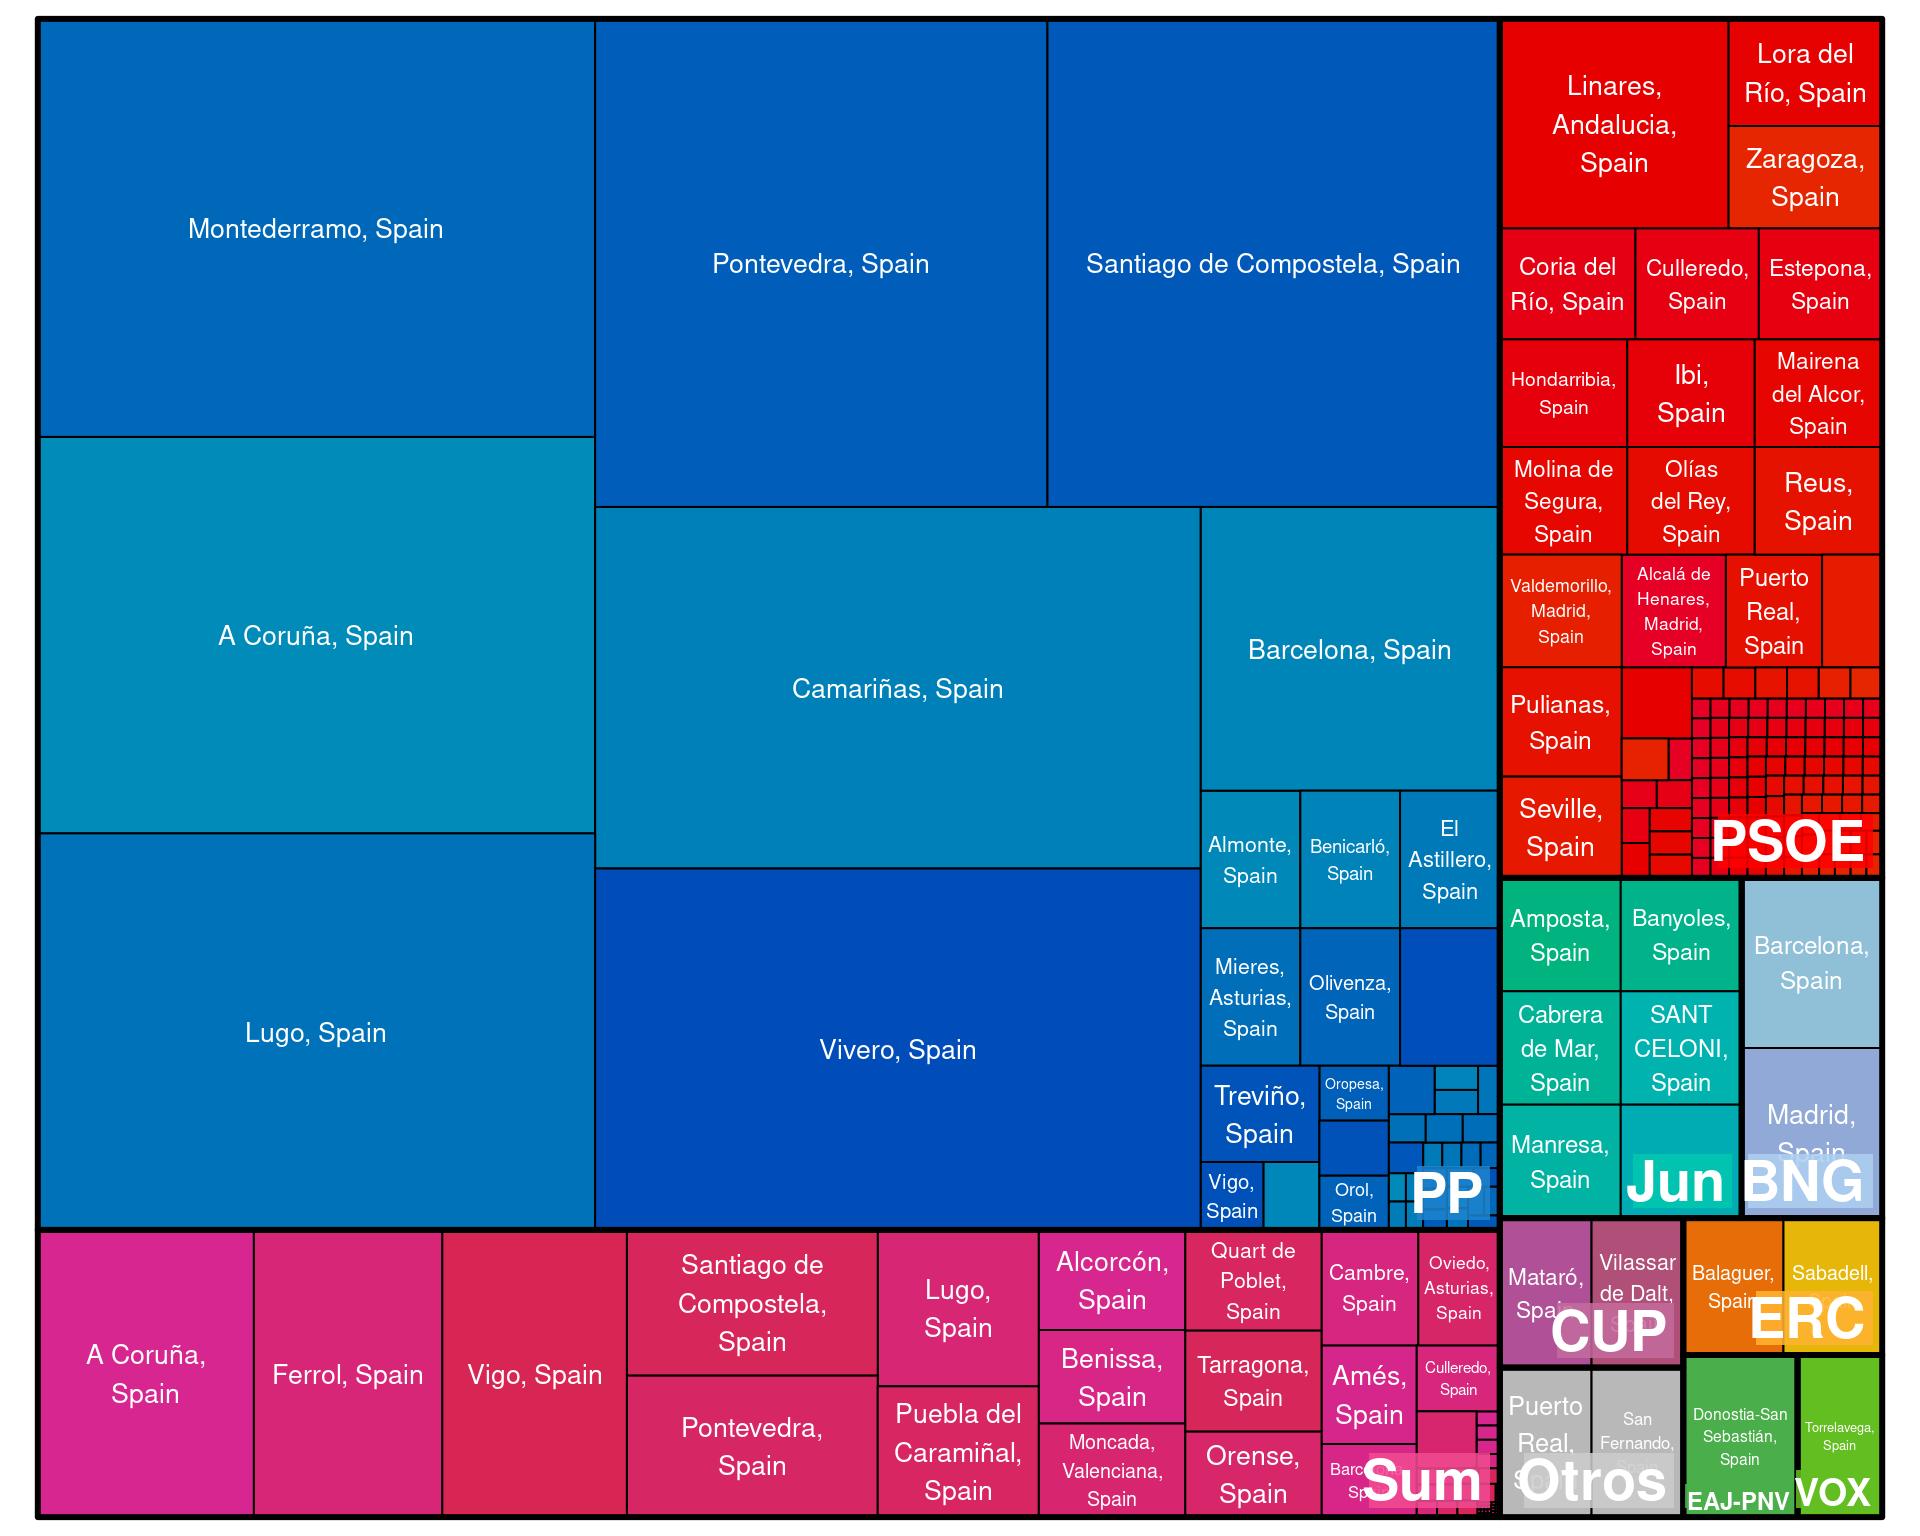 Montederramo, Spain
Pontevedra, Spain
Santiago de Compostela, Spain
A Coruña, Spain
Camariñas, Spain
Barcelona, Spain
Lugo, Spain
Vivero, Spain
Almonte,
Spain
Benicarló,
Spain
El
Astillero,
Spain
Mieres,
Asturias,
Spain
Olivenza,
Spain
Treviño,
Spain
Oropesa,
Spain
Vigo,
Spain
Orol,
Spain
PP
Linares,
Andalucia,
Spain
Lora del
Río, Spain
Zaragoza,
Spain
Coria del
Río, Spain
Culleredo,
Spain
Estepona,
Spain
Hondarribia,
Spain
Ibi,
Spain
Mairena
del Alcor,
Spain
Molina de
Segura,
Spain
Olías
del Rey,
Spain
Reus,
Spain
Valdemorillo,
Madrid,
Spain
Alcalá de
Henares,
Madrid,
Spain
Puerto
Real,
Spain
Pulianas,
Spain
Seville,
Spain
PSOE
Amposta,
Spain
Banyoles,
Spain
Cabrera
de Mar,
Spain
SANT
CELONI,
Spain
Manresa,
Spain
Jun
Barcelona,
Spain
Madrid,
Spain
BNG
A Coruña,
Spain
Ferrol, Spain
Vigo, Spain
Santiago de
Compostela,
Spain
Pontevedra,
Spain
Lugo,
Spain
Puebla del
Caramiñal,
Spain
Alcorcón,
Spain
Benissa,
Spain
Moncada,
Valenciana,
Spain
Quart de
Poblet,
Spain
Tarragona,
Spain
Orense,
Spain
Cambre,
Spain
Oviedo,
Asturias,
Spain
Amés,
Spain
Culleredo,
Spain
Barcelona,
Spain
Sum
Mataró,
Spain
Vilassar
de Dalt,
Spain
CUP
Balaguer,
Spain
Sabadell,
Spain
ERC
Puerto
Real,
Spain
San
Fernando,
Spain
Otros
Donostia-San
Sebastián,
Spain
EAJ-PNV
Torrelavega,
Spain
VOX